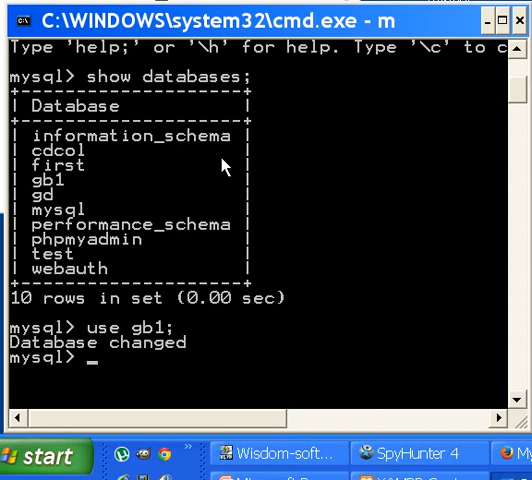 C:\WINDOWS\system32\cmd.exe - m
Type 'help;' or '\h' for help. Type '\c' to c
mysql> show databases;
+--------------------+
| Database           |
+--------------------+
| information_schema |
| cdcol              |
| first              |
| gb1                |
| gd                 |
| mysql              |
| performance_schema |
| phpmyadmin         |
| test               |
| webauth            |
+--------------------+
10 rows in set (0.00 sec)
mysql> use gb1;
Database changed
mysql> _
start
Wisdom-soft...
SpyHunter 4
My